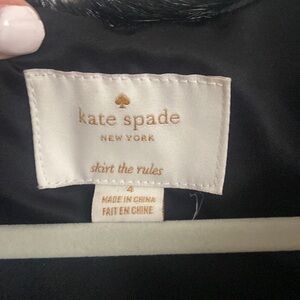 kate spade
NEW YORK
skirt the rules
4
MADE IN CHINA
FAIT EN CHINE